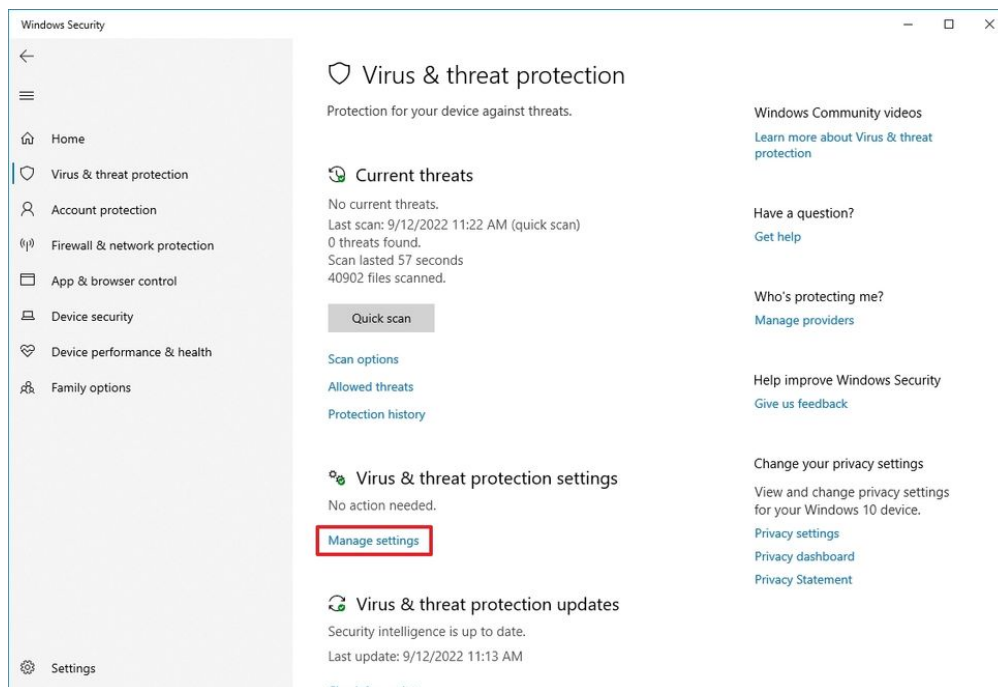 Windows Security
Home
Virus & threat protection
Account protection
Firewall & network protection
App & browser control
Device security
Device performance & health
Family options
Settings
Virus & threat protection
Protection for your device against threats.
Current threats
No current threats.
Last scan: 9/12/2022 11:22 AM (quick scan)
0 threats found.
Scan lasted 57 seconds
40902 files scanned.
Quick scan
Scan options
Allowed threats
Protection history
Virus & threat protection settings
No action needed.
Manage settings
Virus & threat protection updates
Security intelligence is up to date.
Last update: 9/12/2022 11:13 AM
Windows Community videos
Learn more about Virus & threat
protection
Have a question?
Get help
Who's protecting me?
Manage providers
Help improve Windows Security
Give us feedback
Change your privacy settings
View and change privacy settings
for your Windows 10 device.
Privacy settings
Privacy dashboard
Privacy Statement